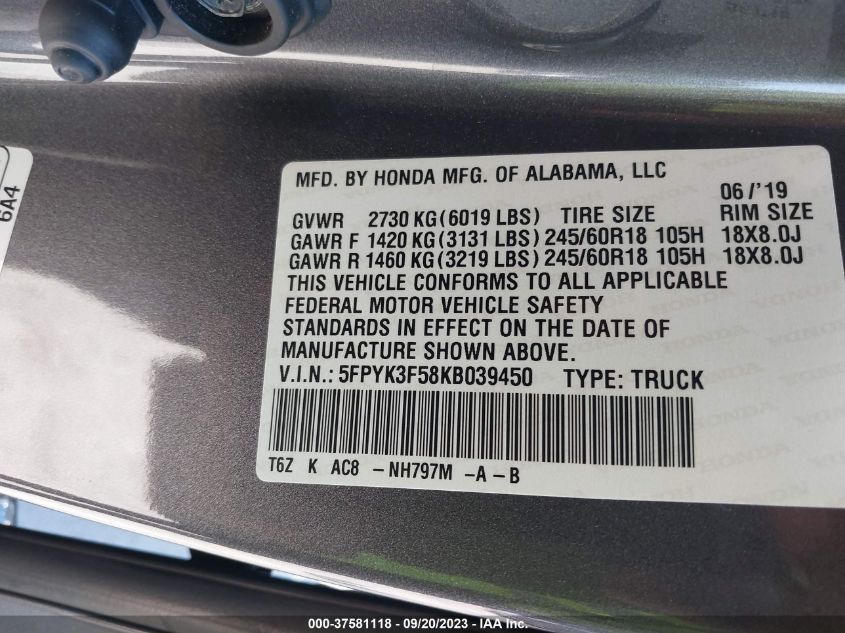 6A4
MFD. BY HONDA MFG. OF ALABAMA, LLC
06/'19
GVWR 2730 KG(6019 LBS) TIRE SIZE RIM SIZE
GAWR F 1420 KG(3131 LBS) 245/60R18 105H 18X8.0J
GAWR R 1460 KG(3219 LBS) 245/60R18 105H 18X8.0J
THIS VEHICLE CONFORMS TO ALL APPLICABLE
FEDERAL MOTOR VEHICLE SAFETY
STANDARDS IN EFFECT ON THE DATE OF
MANUFACTURE SHOWN ABOVE.
V.I.N.: 5FPYK3F58KB039450 TYPE: TRUCK
T6Z K AC8 -NH797M -A-B
000-37581118 - 09/20/2023 - IAA Inc.